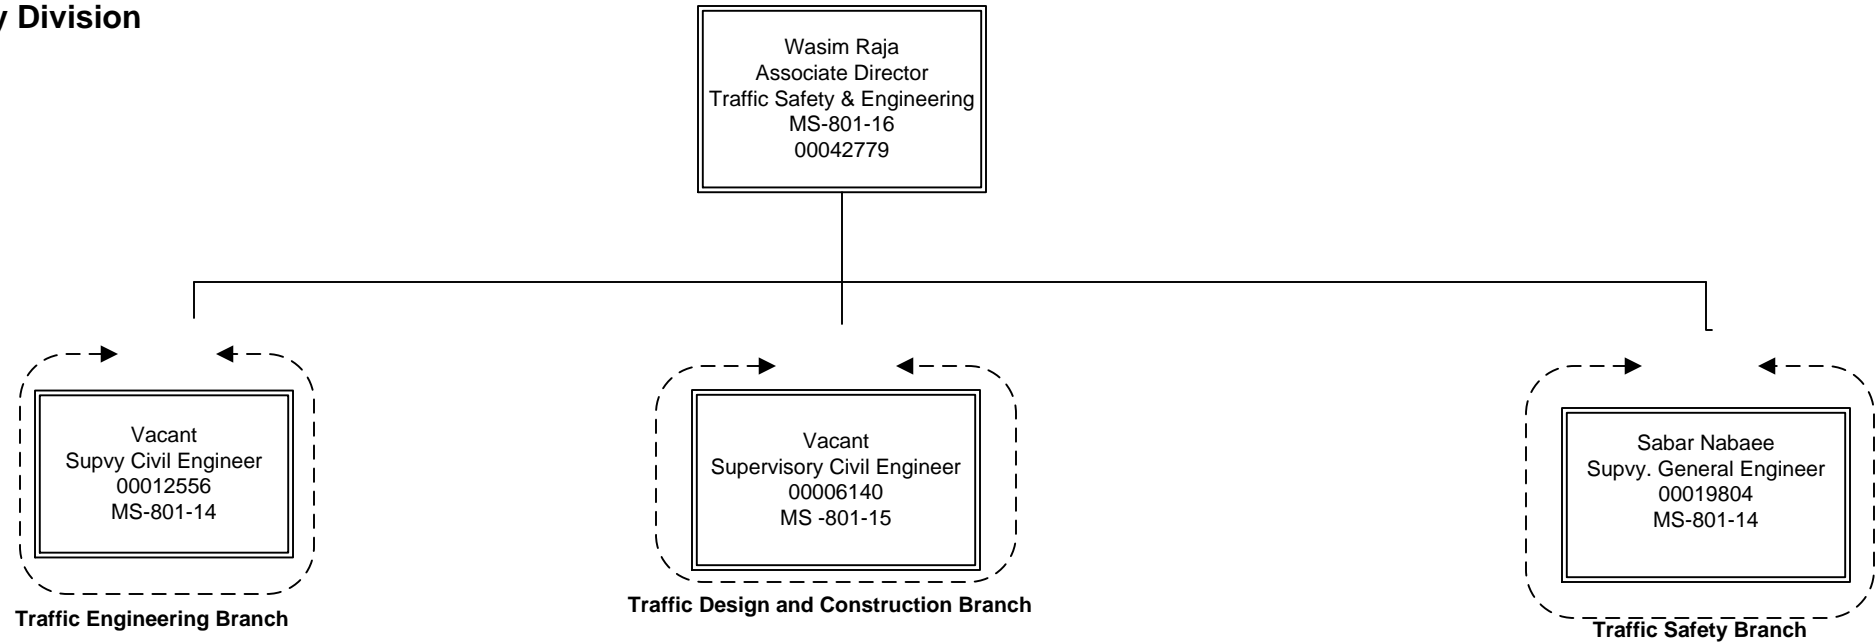 y Division
Wasim Raja
Associate Director
Traffic Safety & Engineering
MS-801-16
00042779
Vacant
Supvy Civil Engineer
00012556
MS-801-14
Traffic Engineering Branch
Vacant
Supervisory Civil Engineer
00006140
MS -801-15
Traffic Design and Construction Branch
Sabar Nabaee
Supvy. General Engineer
00019804
MS-801-14
Traffic Safety Branch